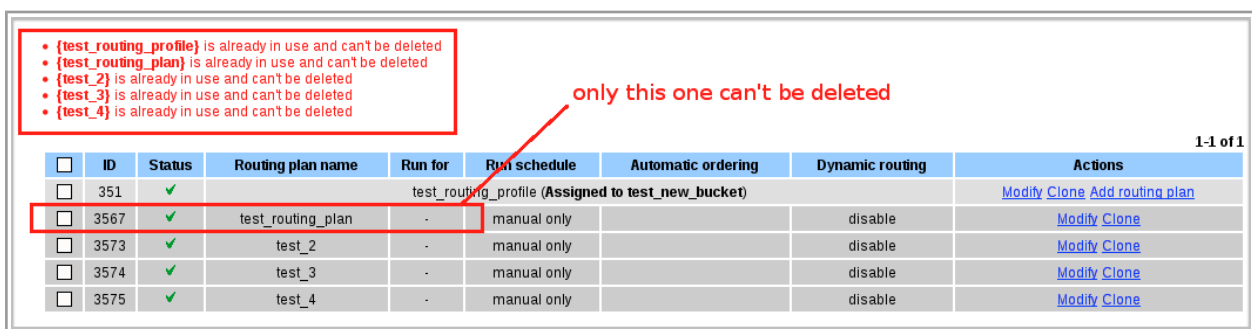 • {test_routing_profile} is already in use and can't be deleted
• {test_routing_plan} is already in use and can't be deleted
• {test_2} is already in use and can't be deleted
• {test_3} is already in use and can't be deleted
• {test_4} is already in use and can't be deleted
only this one can't be deleted
1-1 of 1
ID Status Routing plan name Run for Run schedule Automatic ordering Dynamic routing Actions
351 test_routing_profile (Assigned to test_new_bucket) Modify Clone Add routing plan
3567 test_routing_plan - manual only disable Modify Clone
3573 test_2 - manual only disable Modify Clone
3574 test_3 - manual only disable Modify Clone
3575 test_4 - manual only disable Modify Clone